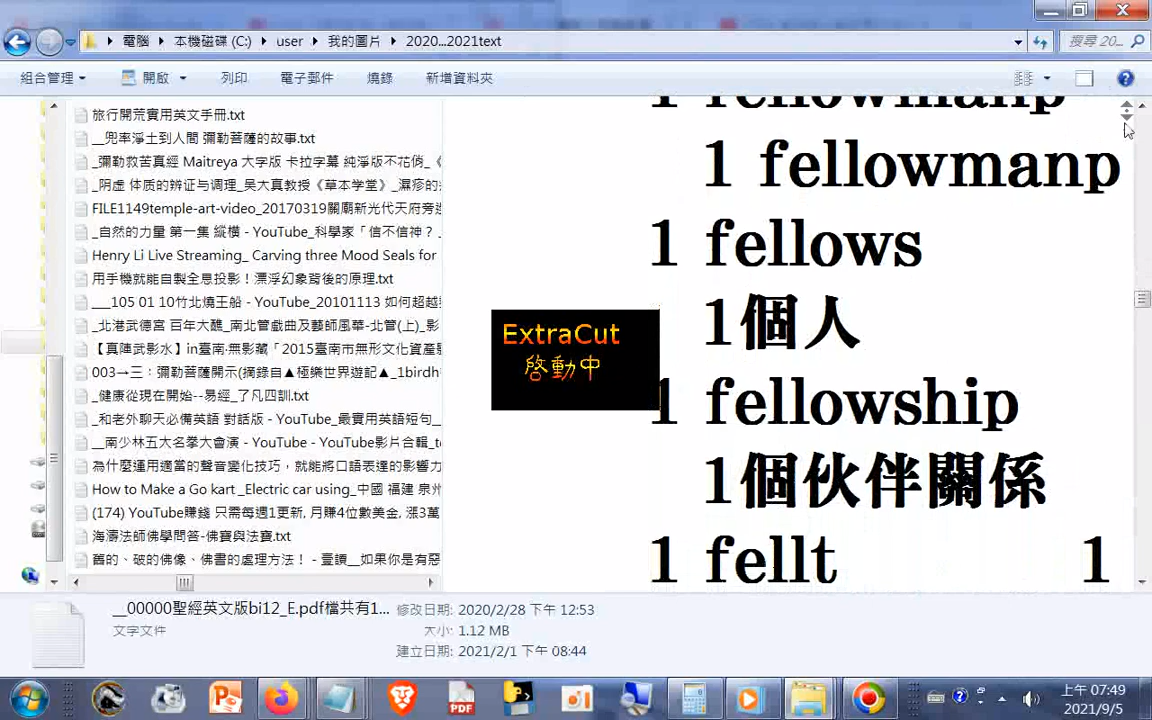 電腦 本機磁碟 (C:) user 我的圖片 2020...2021text
搜尋 20...
組合管理 開啟 列印 電子郵件 燒錄 新增資料夾
旅行開荒實用英文手冊.txt
__兜率淨土到人間 彌勒菩薩的故事.txt
_彌勒救苦真經 Maitreya 大字版 卡拉字幕 純淨版不花俏_《
_阴虚 体质的辨证与调理_吴大真教授《草本学堂》_濕疹的
FILE1149temple-art-video_20170319關廟新光代天府旁
_自然的力量 第一集 縱橫 - YouTube_科學家「信不信神？
Henry Li Live Streaming_ Carving three Mood Seals for
用手機就能自製全息投影！漂浮幻象背後的原理.txt
___105 01 10竹北燒王船 - YouTube_20101113 如何超越
_北港武德宮 百年大醮_南北管戲曲及藝師風華-北管(上)_影
【真陣武影水】in臺南·無影藏「2015臺南市無形文化資產
003→三：彌勒菩薩開示(摘錄自▲極樂世界遊記▲_1birdh
_健康從現在開始--易經_了凡四訓.txt
_和老外聊天必備英語 對話版 - YouTube_最實用英語短句_
__南少林五大名拳大會演 - YouTube - YouTube影片合輯_t
為什麼運用適當的聲音變化技巧，就能將口語表達的影響力
How to Make a Go kart _Electric car using_中國 福建 泉州
(174) YouTube賺錢 只需每週1更新, 月賺4位數美金, 漲3萬
海濤法師佛學問答-佛寶與法寶.txt
舊的、破的佛像、佛書的處理方法！ - 壹讀__如果你是有惡
1 fellowmanp
1 fellowmanp
1 fellows
1個人
1 fellowship
1個伙伴關係
1 fellt 1
ExtraCut
啓動中
__00000聖經英文版bi12_E.pdf檔共有1... 修改日期: 2020/2/28 下午 12:53
文字文件 大小: 1.12 MB
建立日期: 2021/2/1 下午 08:44
PDF
上午 07:49
2021/9/5